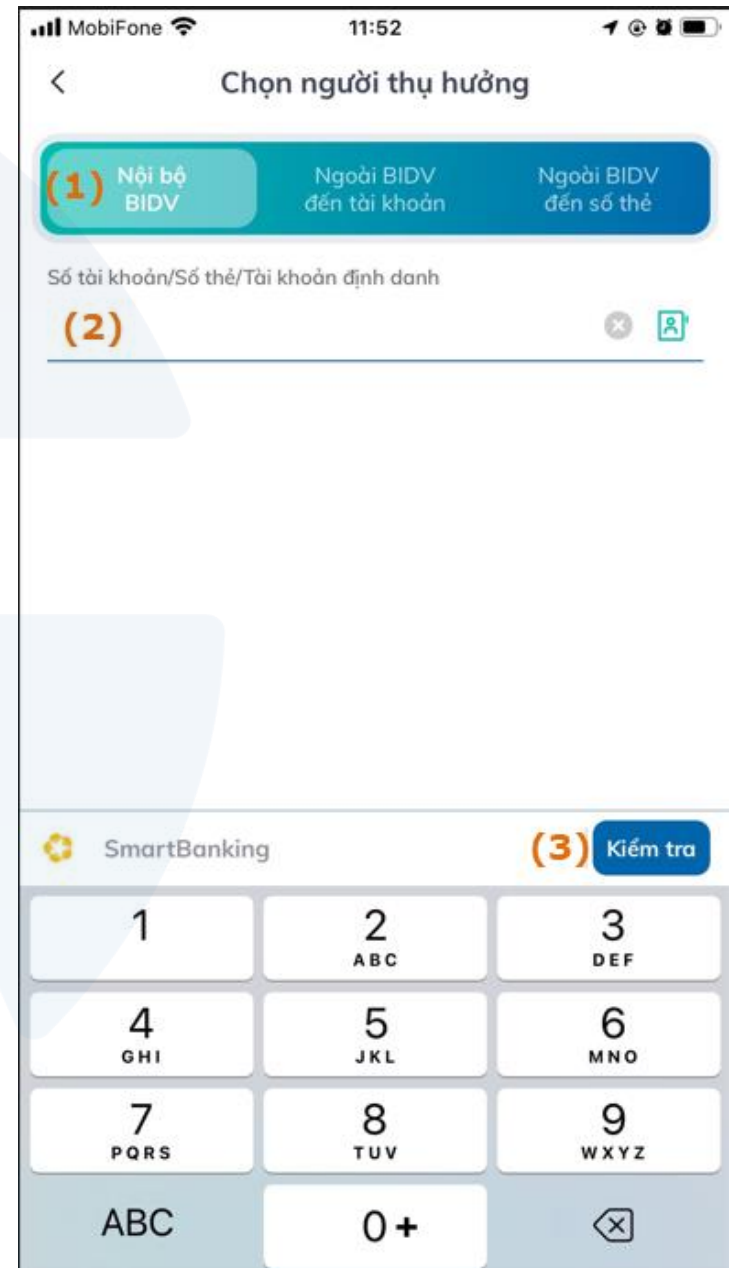 MobiFone 11:52
Chọn người thụ hưởng
(1) Nội bộ
BIDV
Ngoài BIDV
đến tài khoản
Ngoài BIDV
đến số thẻ
Số tài khoản/Số thẻ/Tài khoản định danh
(2)
SmartBanking (3) Kiểm tra
1
2
ABC
3
DEF
4
GHI
5
JKL
6
MNO
7
PQRS
8
TUV
9
WXYZ
ABC
0 +